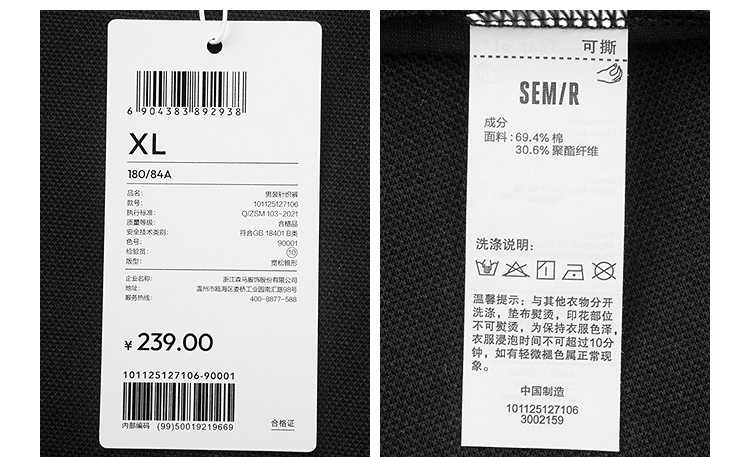 6 904383 892938
XL
180/84A
品名: 男装针织裤
款号: 101125127106
执行标准: Q/ZSM 103-2021
质量等级: 合格品
安全技术类别: 符合GB 18401 B类
色号: 90001
检验员: 10
版型: 宽松锥形
企业名称: 浙江森马服饰股份有限公司
地址: 温州市瓯海区娄桥工业园南汇路98号
服务热线: 400-8877-588
¥ 239.00
101125127106-90001
内部编码 (99)50019219669
合格证
可撕
SEM/R
成分
面料: 69.4% 棉
30.6% 聚酯纤维
洗涤说明:
温馨提示: 与其他衣物分开
洗涤, 垫布熨烫, 印花部位
不可熨烫, 为保持衣服色泽,
衣服浸泡时间不可超过10分
钟, 如有轻微褪色属正常现
象。
中国制造
101125127106
3002159